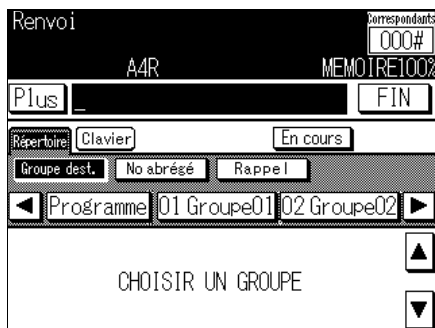 Renvoi Correspondants
000#
A4R MEMOIRE100%
Plus _ FIN
Répertoire Clavier En cours
Groupe dest. No abrégé Rappel
Programme 01 Groupe01 02 Groupe02
CHOISIR UN GROUPE